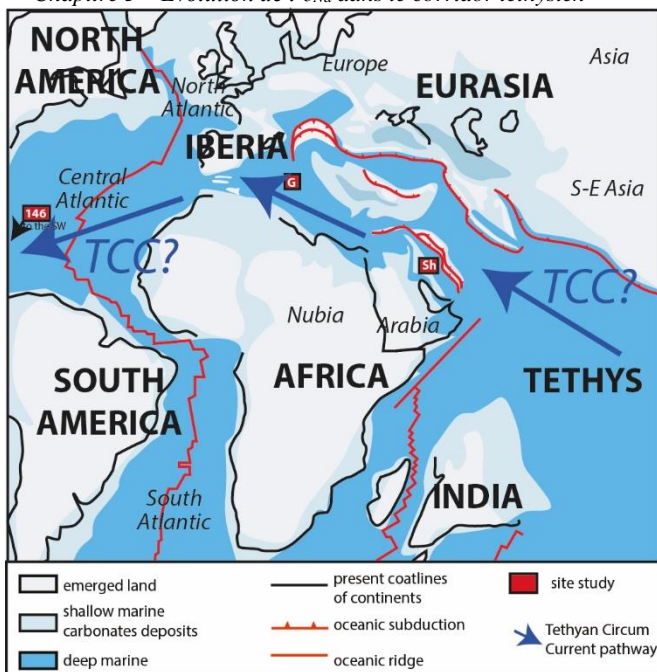 Chapitre 3 – Evolution de l'εNd dans le corridor téthysien
NORTH
AMERICA
North
Atlantic
Europe
Asia
EURASIA
IBERIA
Central
Atlantic
G
S-E Asia
146
to the SW
TCC?
Sh
TCC?
Nubia
Arabia
AFRICA
TETHYS
SOUTH
AMERICA
INDIA
South
Atlantic
emerged land
shallow marine
carbonates deposits
deep marine
present coatlines
of continents
oceanic subduction
oceanic ridge
site study
Tethyan Circum
Current pathway